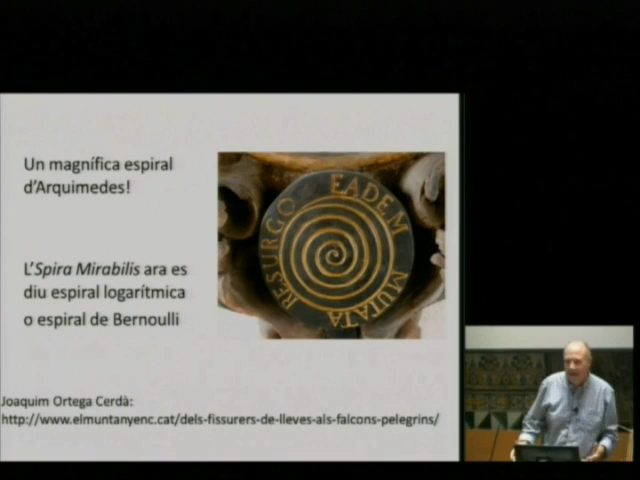 Un magnífica espiral
d’Arquimedes!
L’Spira Mirabilis ara es
diu espiral logarítmica
o espiral de Bernoulli
EADEM MUTATA RESURGO
Joaquim Ortega Cerdà:
http://www.elmuntanyenc.cat/dels-fissurers-de-lleves-als-falcons-pelegrins/